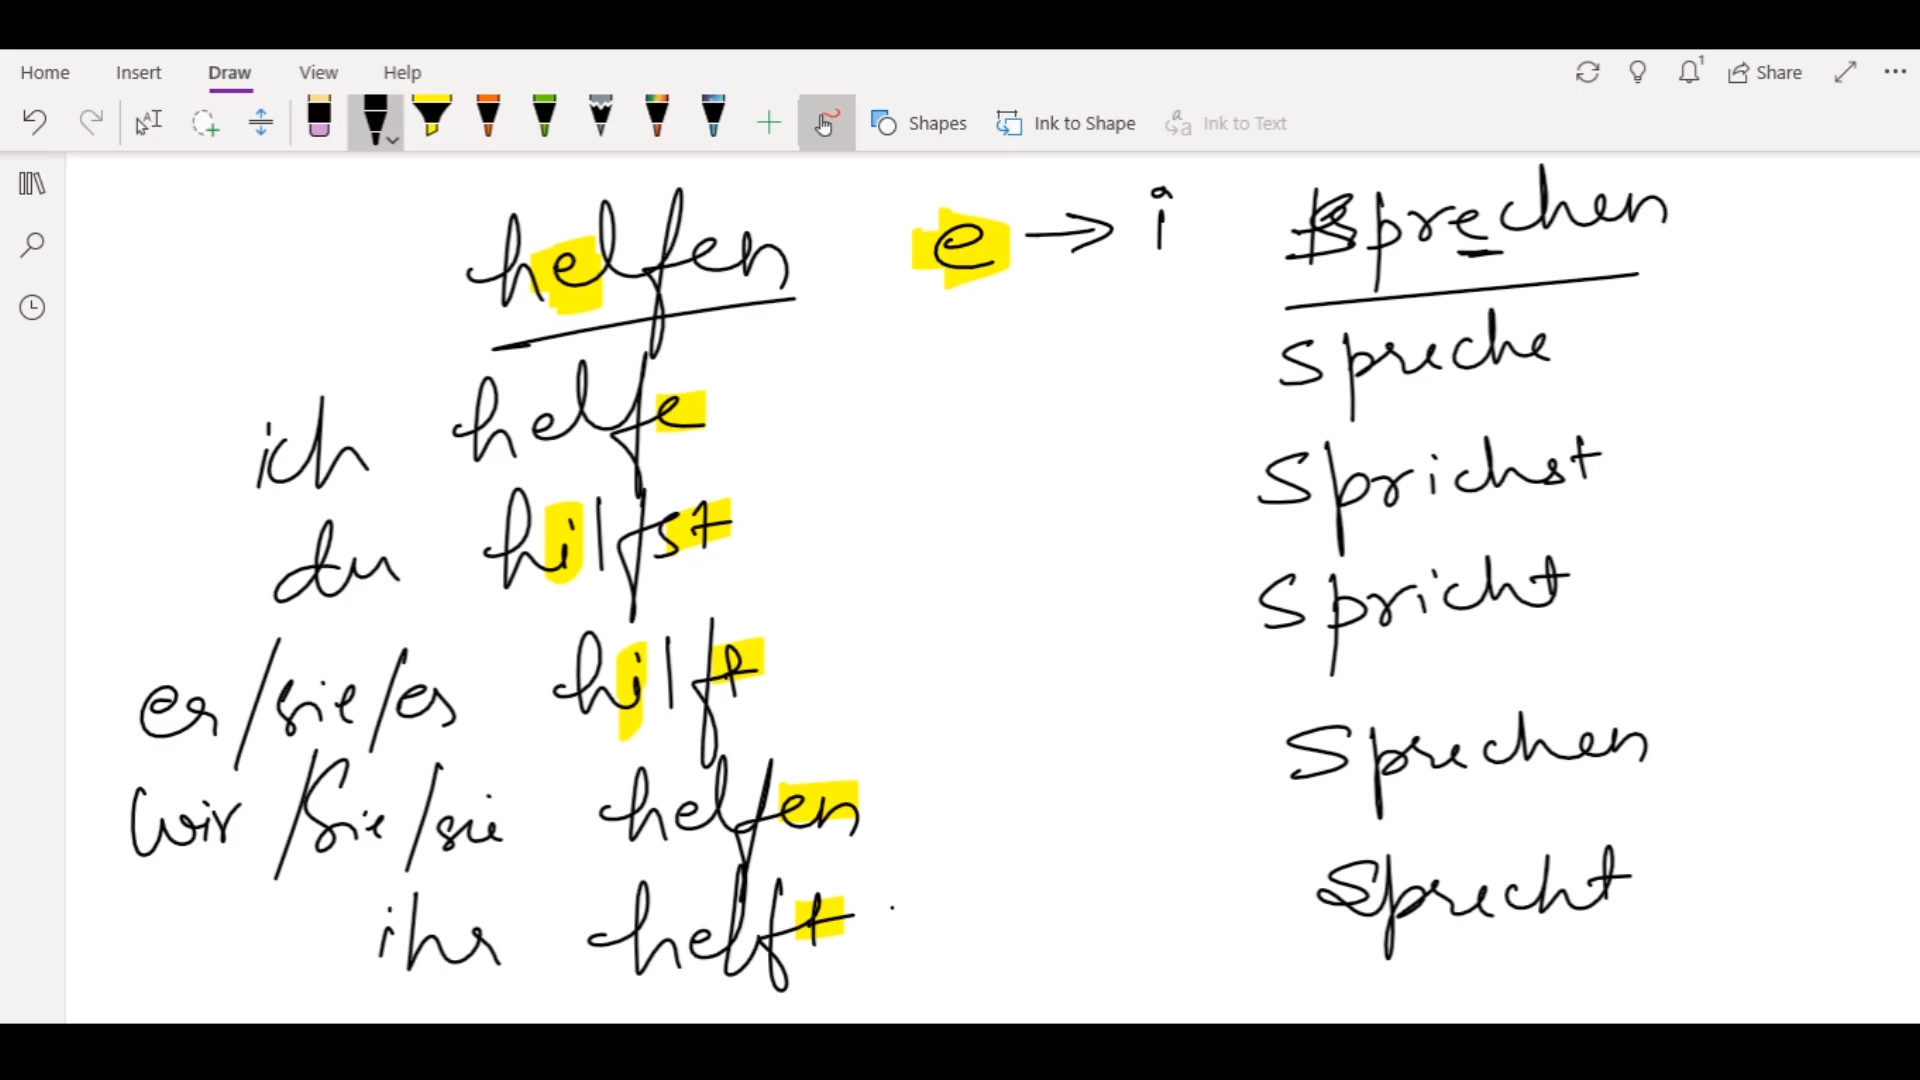 Home Insert Draw View Help 1 Share
Shapes Ink to Shape Ink to Text
helfen e → i Sprechen
ich helfe Spreche
du hilfst Sprichst
er/sie/es hilft Spricht
wir/Sie/sie helfen Sprechen
ihr helft Sprecht